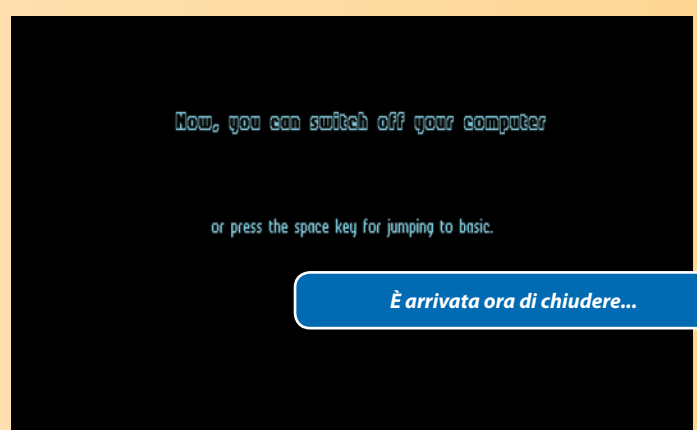 Now, you can switch off your computer
or press the space key for jumping to basic.
È arrivata ora di chiudere...